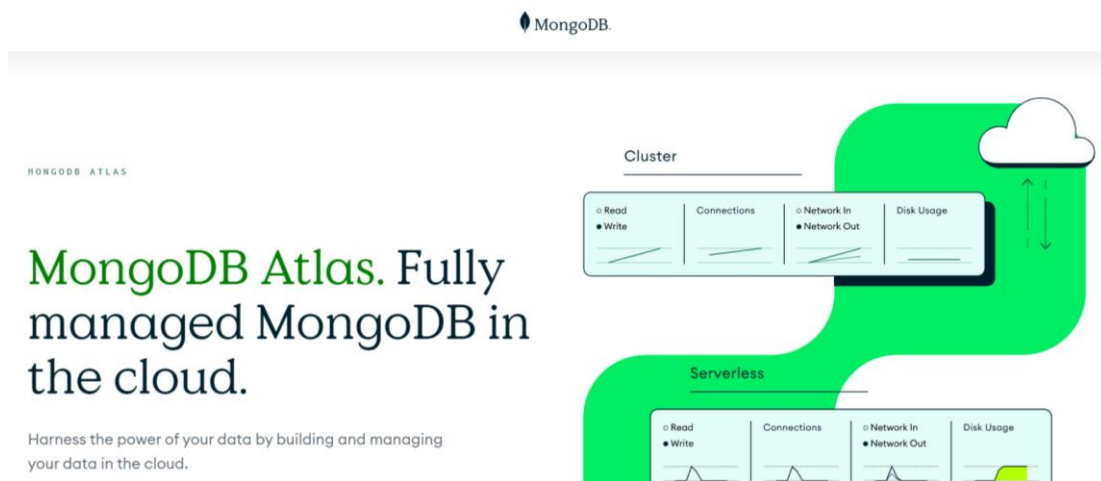 MongoDB.
MONGODB ATLAS
MongoDB Atlas. Fully
managed MongoDB in
the cloud.
Harness the power of your data by building and managing
your data in the cloud.
Cluster
Read
Write
Connections
Network In
Network Out
Disk Usage
Serverless
Read
Write
Connections
Network In
Network Out
Disk Usage